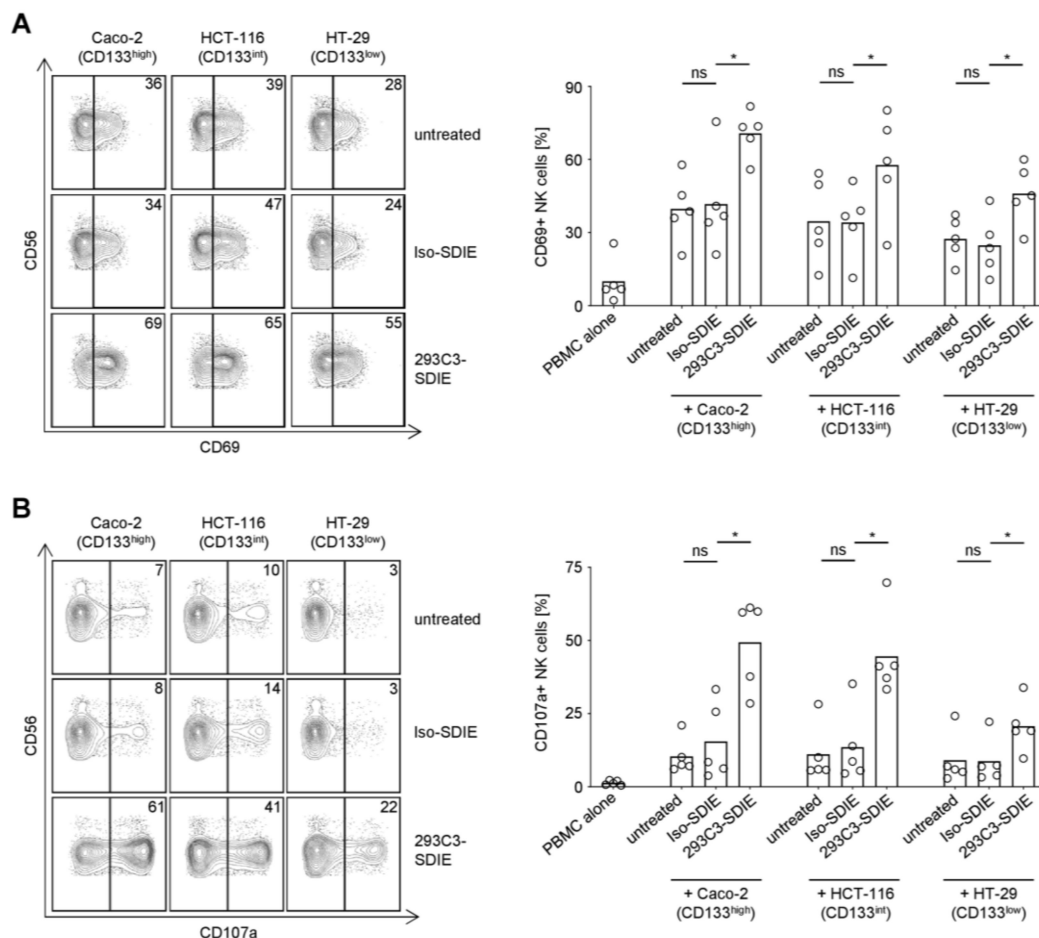 A
Caco-2 HCT-116 HT-29
(CD133high) (CD133int) (CD133low)
36 39 28
untreated
34 47 24
Iso-SDIE
69 65 55
293C3-
SDIE
CD56
CD69
* * *
ns ns ns
90
60
30
0
CD69+ NK cells [%]
PBMC alone
untreated
Iso-SDIE
293C3-SDIE
untreated
Iso-SDIE
293C3-SDIE
untreated
Iso-SDIE
293C3-SDIE
+ Caco-2 + HCT-116 + HT-29
(CD133high) (CD133int) (CD133low)
B
Caco-2 HCT-116 HT-29
(CD133high) (CD133int) (CD133low)
7 10 3
untreated
8 14 3
Iso-SDIE
61 41 22
293C3-
SDIE
CD56
CD107a
* * *
ns ns ns
75
50
25
0
CD107a+ NK cells [%]
PBMC alone
untreated
Iso-SDIE
293C3-SDIE
untreated
Iso-SDIE
293C3-SDIE
untreated
Iso-SDIE
293C3-SDIE
+ Caco-2 + HCT-116 + HT-29
(CD133high) (CD133int) (CD133low)